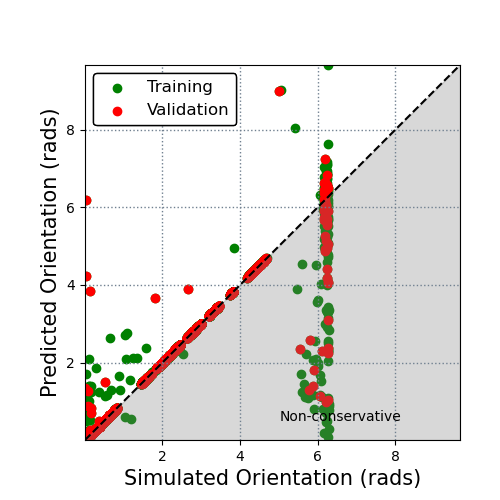 Training
Validation
Predicted Orientation (rads)
8
6
4
2
Non-conservative
2 4 6 8
Simulated Orientation (rads)